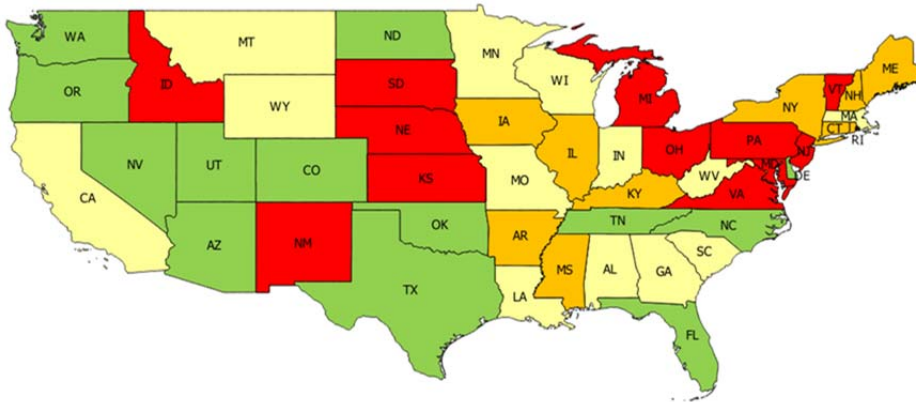 WA
MT
ND
MN
ME
OR
ID
SD
WI
MI
VT
NH
NY
MA
WY
CT
RI
IA
NE
PA
NJ
NV
UT
CO
IL
IN
OH
MD
DE
CA
KS
MO
WV
VA
KY
AZ
NM
OK
TN
NC
AR
SC
TX
MS
AL
GA
LA
FL